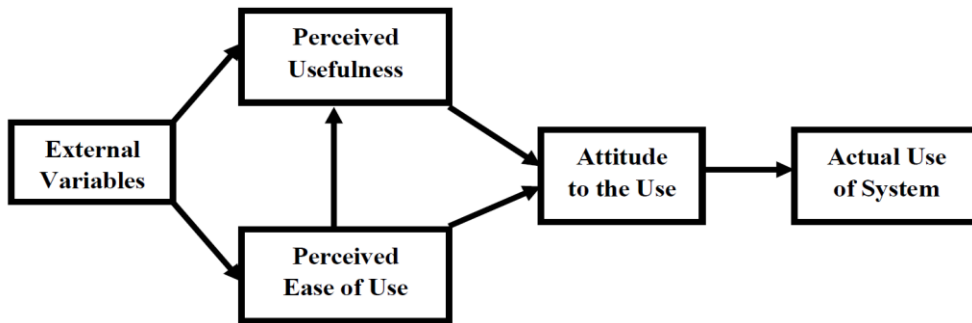 Perceived
Usefulness
External
Variables
Attitude
to the Use
Actual Use
of System
Perceived
Ease of Use